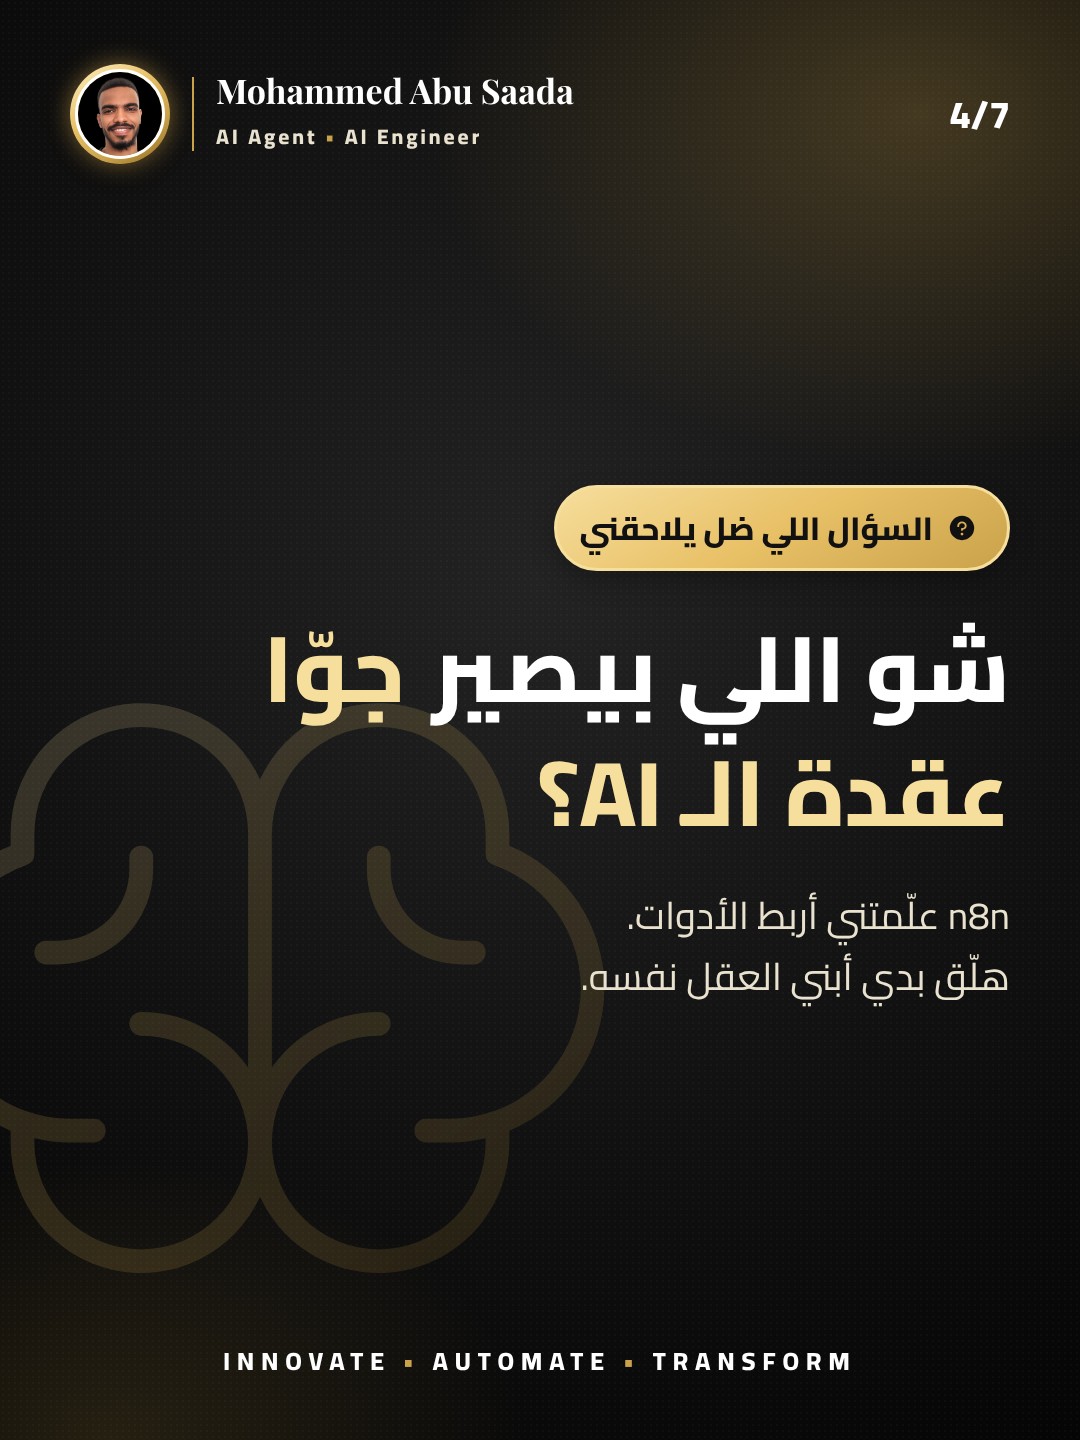 Mohammed Abu Saada
AI Agent ▪ AI Engineer
4/7
السؤال اللي ضل يلاحقني
شو اللي بيصير جوّا
عقدة الـ AI؟
n8n علّمتني أربط الأدوات.
هلّق بدي أبني العقل نفسه.
INNOVATE ▪ AUTOMATE ▪ TRANSFORM